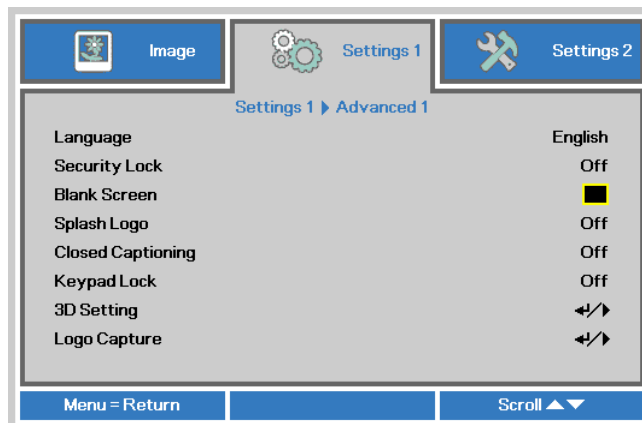 Image Settings 1 Settings 2
Settings 1 Advanced 1
Language English
Security Lock Off
Blank Screen
Splash Logo Off
Closed Captioning Off
Keypad Lock Off
3D Setting
Logo Capture
Menu = Return Scroll